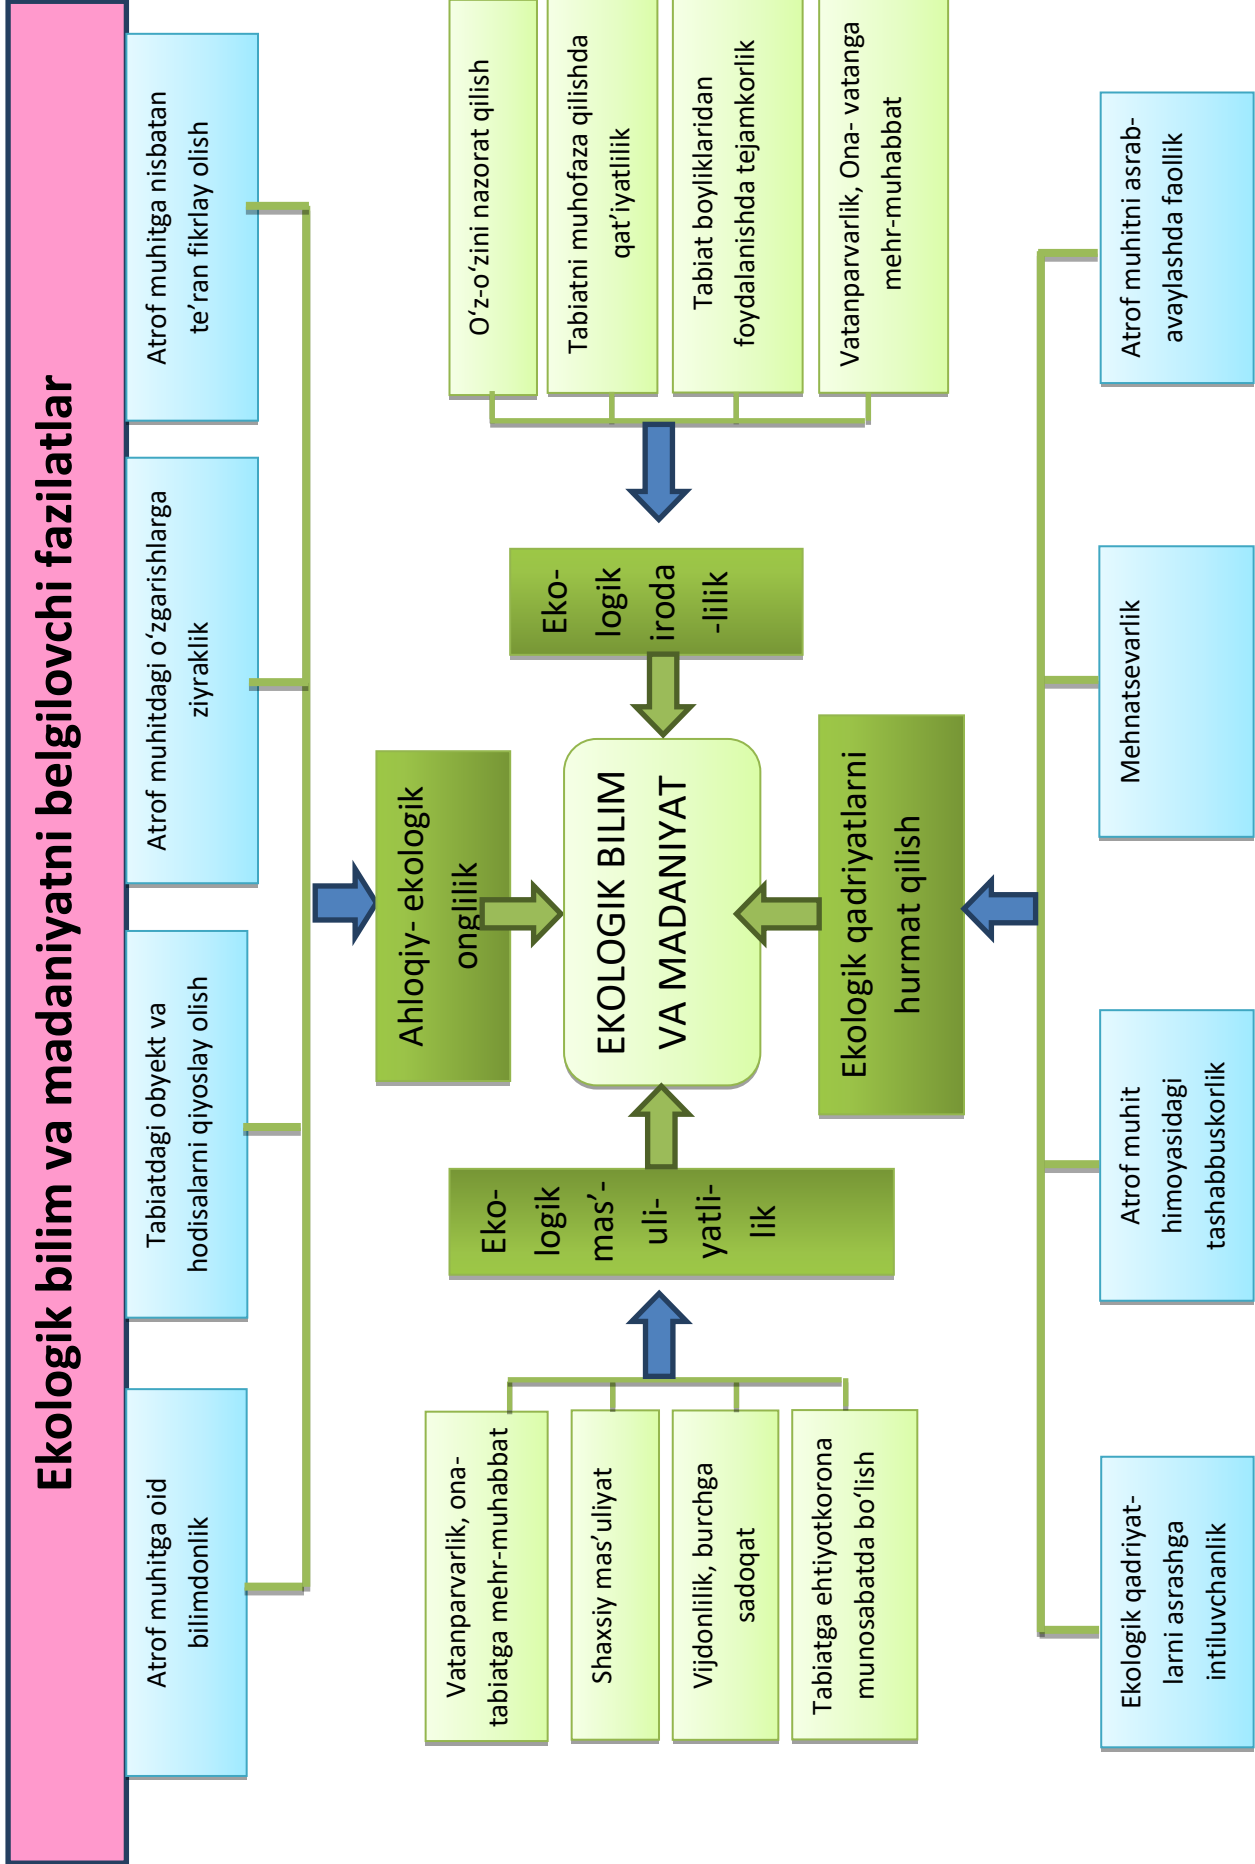 Ekologik bilim va madaniyatni belgilovchi fazilatlar
Atrof muhitga oid
bilimdonlik
Tabiatdagi obyekt va
hodisalarni qiyoslay olish
Atrof muhitdagi o‘zgarishlarga
ziyraklik
Atrof muhitga nisbatan
te’ran fikrlay olish
Ahloqiy- ekologik
onglilik
Vatanparvarlik, ona-
tabiatga mehr-muhabbat
Shaxsiy mas’uliyat
Vijdonlilik, burchga
sadoqat
Tabiatga ehtiyotkorona
munosabatda bo‘lish
Eko-
logik
mas’-
uli-
yatli-
lik
EKOLOGIK BILIM
VA MADANIYAT
Eko-
logik
iroda
-lilik
O‘z-o‘zini nazorat qilish
Tabiatni muhofaza qilishda
qat’iyatlilik
Tabiat boyliklaridan
foydalanishda tejamkorlik
Vatanparvarlik, Ona- vatanga
mehr-muhabbat
Ekologik qadriyatlarni
hurmat qilish
Ekologik qadriyat-
larni asrashga
intiluvchanlik
Atrof muhit
himoyasidagi
tashabbuskorlik
Mehnatsevarlik
Atrof muhitni asrab-
avaylashda faollik